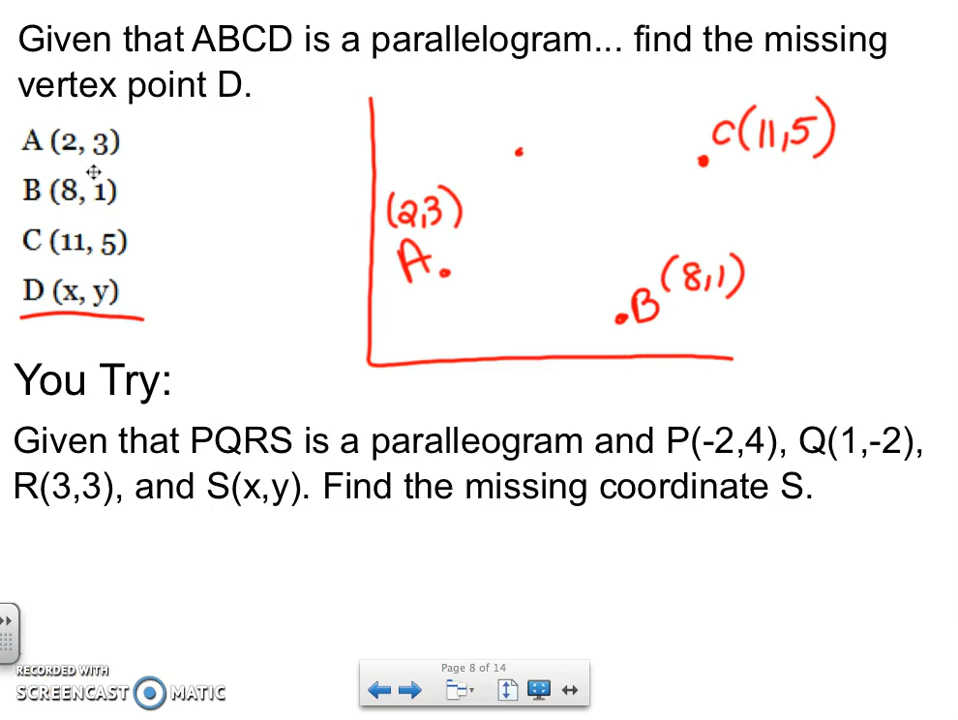 Given that ABCD is a parallelogram... find the missing
vertex point D.
A (2, 3)
B (8, 1)
C (11, 5)
D (x, y)
C(11,5)
(2,3)
A
B(8,1)
You Try:
Given that PQRS is a paralleogram and P(-2,4), Q(1,-2),
R(3,3), and S(x,y). Find the missing coordinate S.
RECORDED WITH
SCREENCAST MATIC
Page 8 of 14